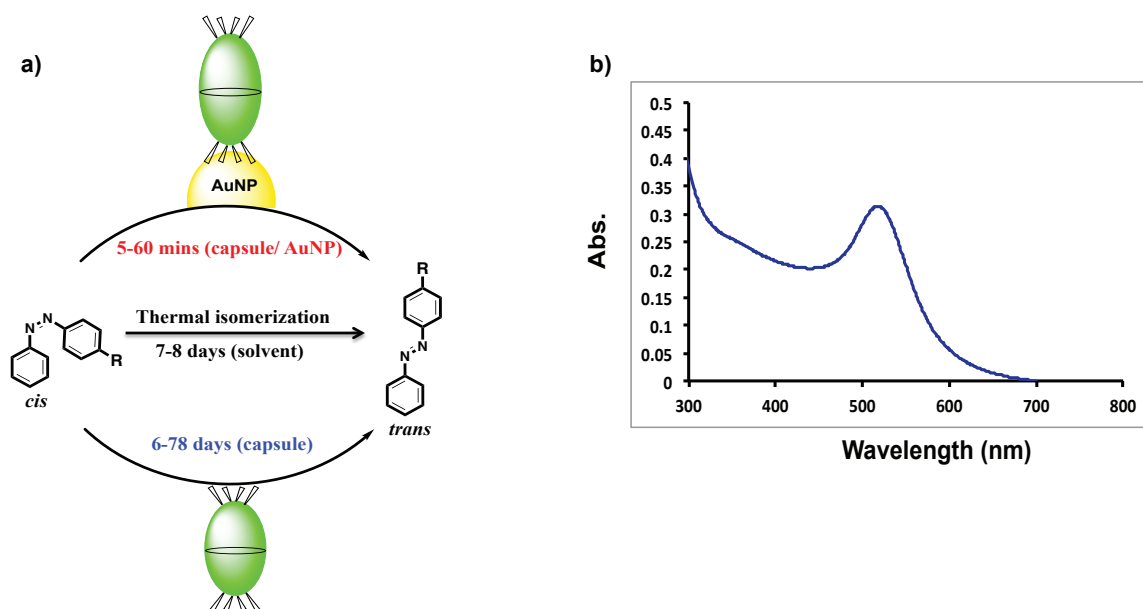 a)
AuNP
5-60 mins (capsule/ AuNP)
R
Thermal isomerization
N
N
7-8 days (solvent)
N
N
R
cis
trans
6-78 days (capsule)
b)
0.5
0.45
0.4
0.35
0.3
0.25
0.2
0.15
0.1
0.05
0
Abs.
300 400 500 600 700 800
Wavelength (nm)